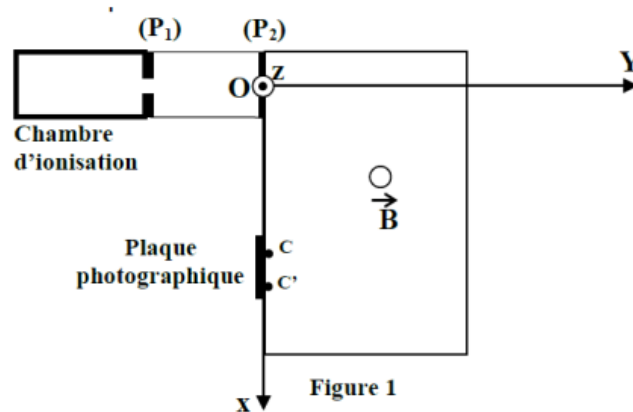 (P₁)
(P₂)
Z
Y
O
Chambre
d'ionisation
B
Plaque
photographique
C
C'
Figure 1
x